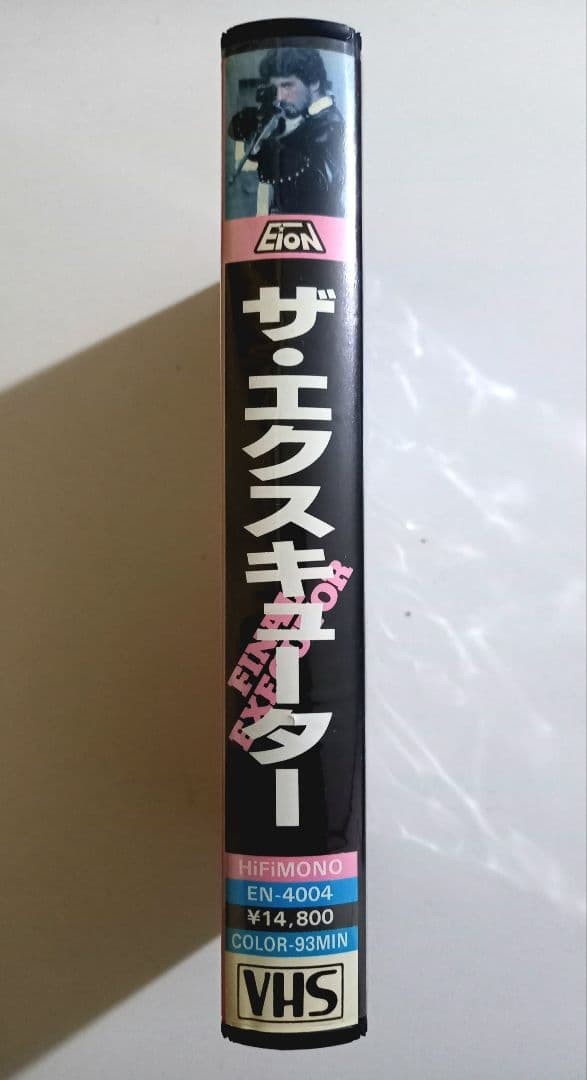 EiON
ザ・エクスキューター
FINAL
EXECUTOR
HiFiMONO
EN-4004
¥14,800
COLOR-93MIN
VHS